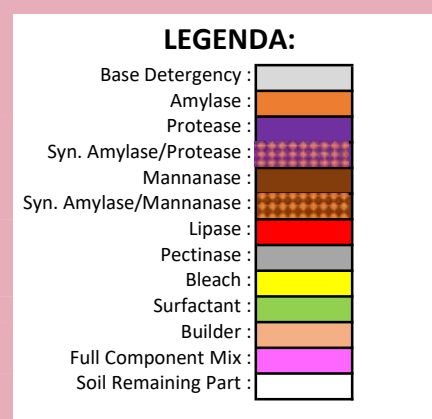 LEGENDA:
Base Detergency :
Amylase :
Protease :
Syn. Amylase/Protease :
Mannanase :
Syn. Amylase/Mannanase :
Lipase :
Pectinase :
Bleach :
Surfactant :
Builder :
Full Component Mix :
Soil Remaining Part :